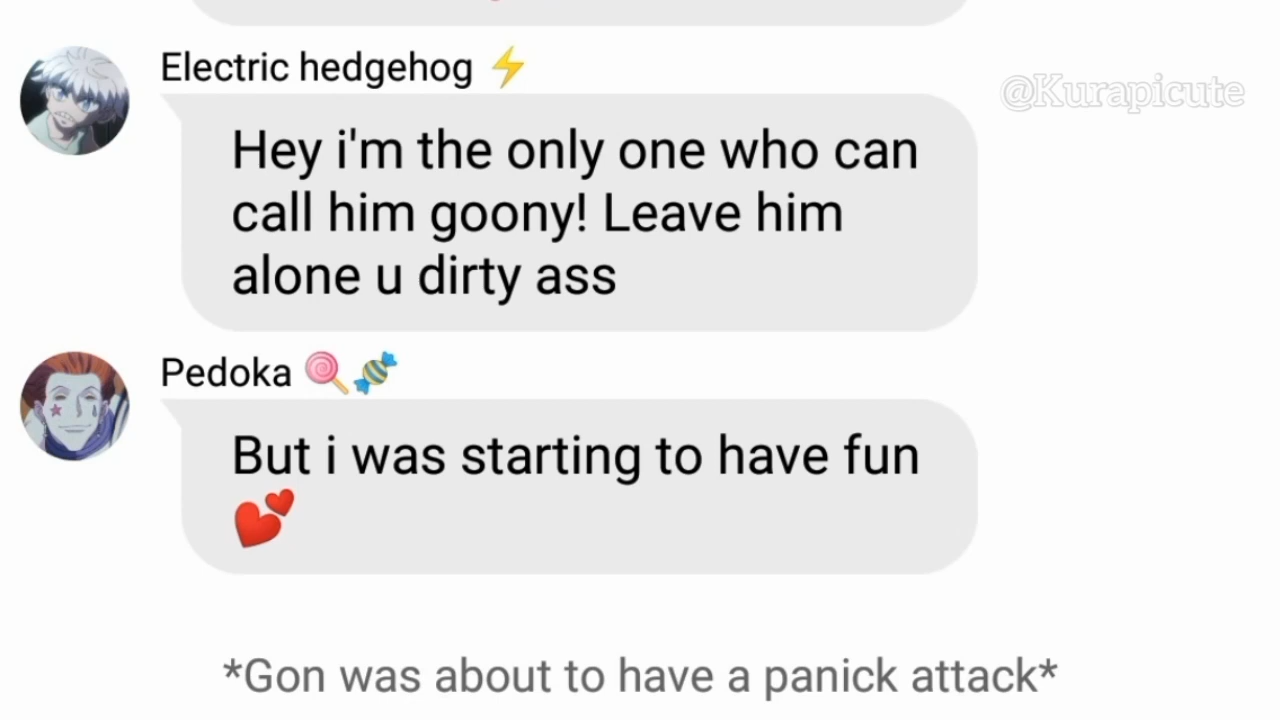 Electric hedgehog ⚡
@Kurapicute
Hey i'm the only one who can
call him goony! Leave him
alone u dirty ass
Pedoka 🍭🍬
But i was starting to have fun
💕
*Gon was about to have a panick attack*